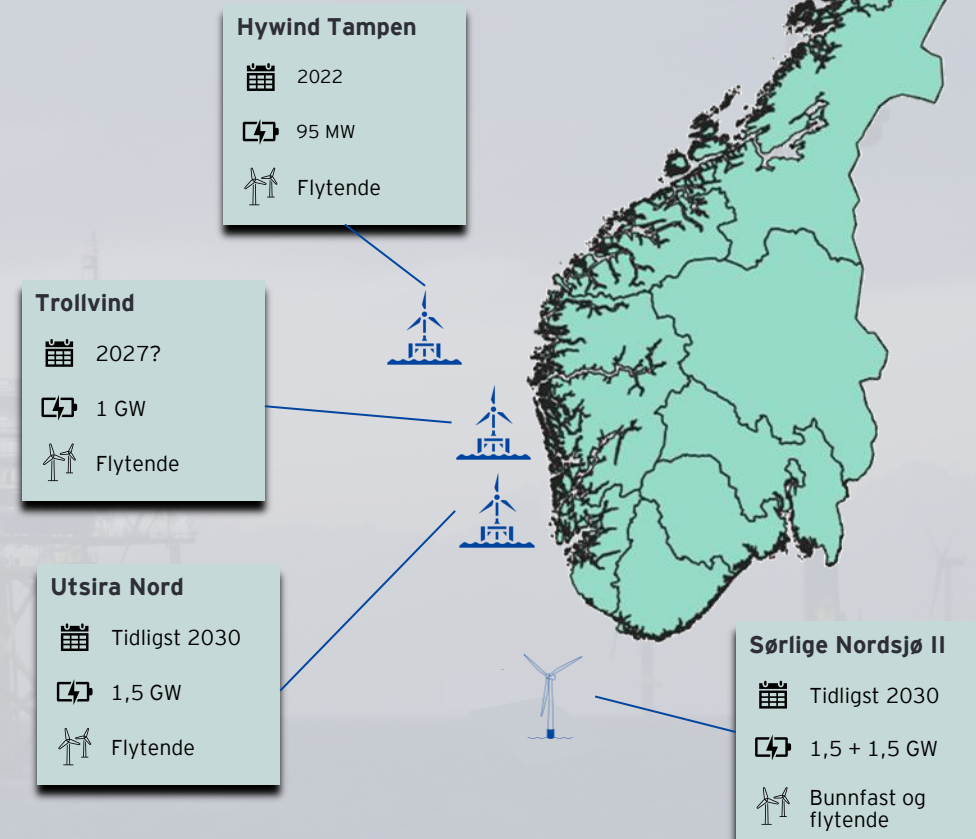 Hywind Tampen
2022
95 MW
Flytende
Trollvind
2027?
1 GW
Flytende
Utsira Nord
Tidligst 2030
1,5 GW
Flytende
Sørlige Nordsjø II
Tidligst 2030
1,5 + 1,5 GW
Bunnfast og
flytende